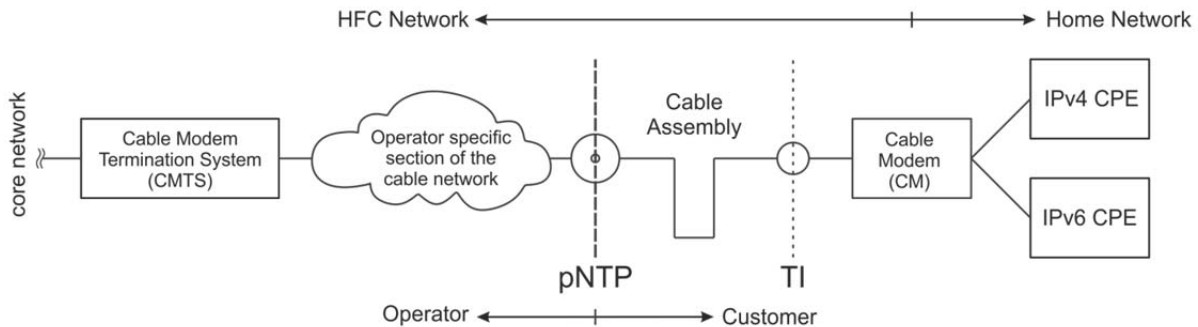 HFC Network
Home Network
core network
Cable Modem
Termination System
(CMTS)
Operator specific
section of the
cable network
Cable
Assembly
Cable
Modem
(CM)
IPv4 CPE
IPv6 CPE
pNTP
TI
Operator
Customer